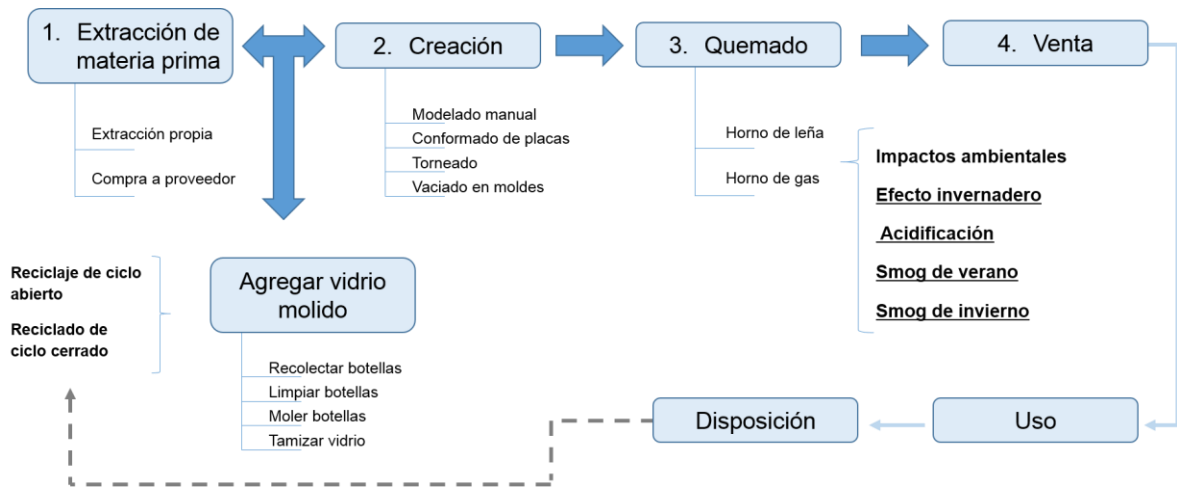 1. Extracción de
materia prima
2. Creación
3. Quemado
4. Venta
Extracción propia
Compra a proveedor
Modelado manual
Conformado de placas
Torneado
Vaciado en moldes
Horno de leña
Horno de gas
Impactos ambientales
Efecto invernadero
Acidificación
Smog de verano
Smog de invierno
Reciclaje de ciclo
abierto
Reciclado de
ciclo cerrado
Agregar vidrio
molido
Recolectar botellas
Limpiar botellas
Moler botellas
Tamizar vidrio
Disposición
Uso